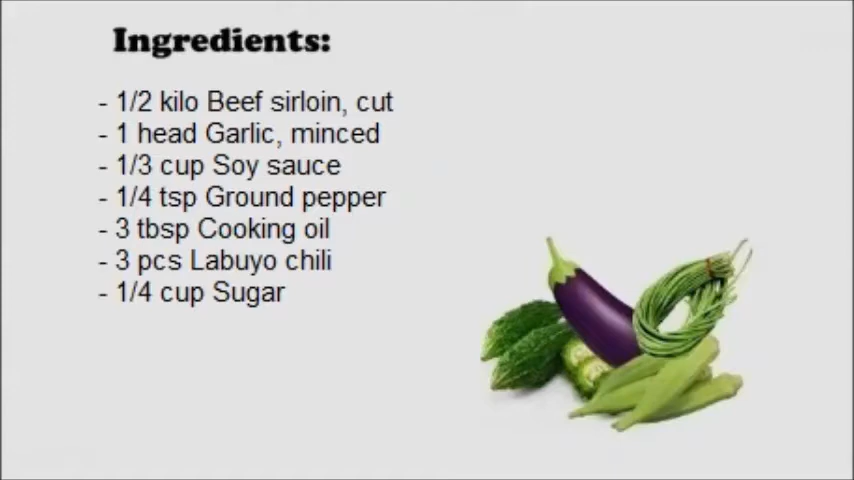 Ingredients:
- 1/2 kilo Beef sirloin, cut
- 1 head Garlic, minced
- 1/3 cup Soy sauce
- 1/4 tsp Ground pepper
- 3 tbsp Cooking oil
- 3 pcs Labuyo chili
- 1/4 cup Sugar